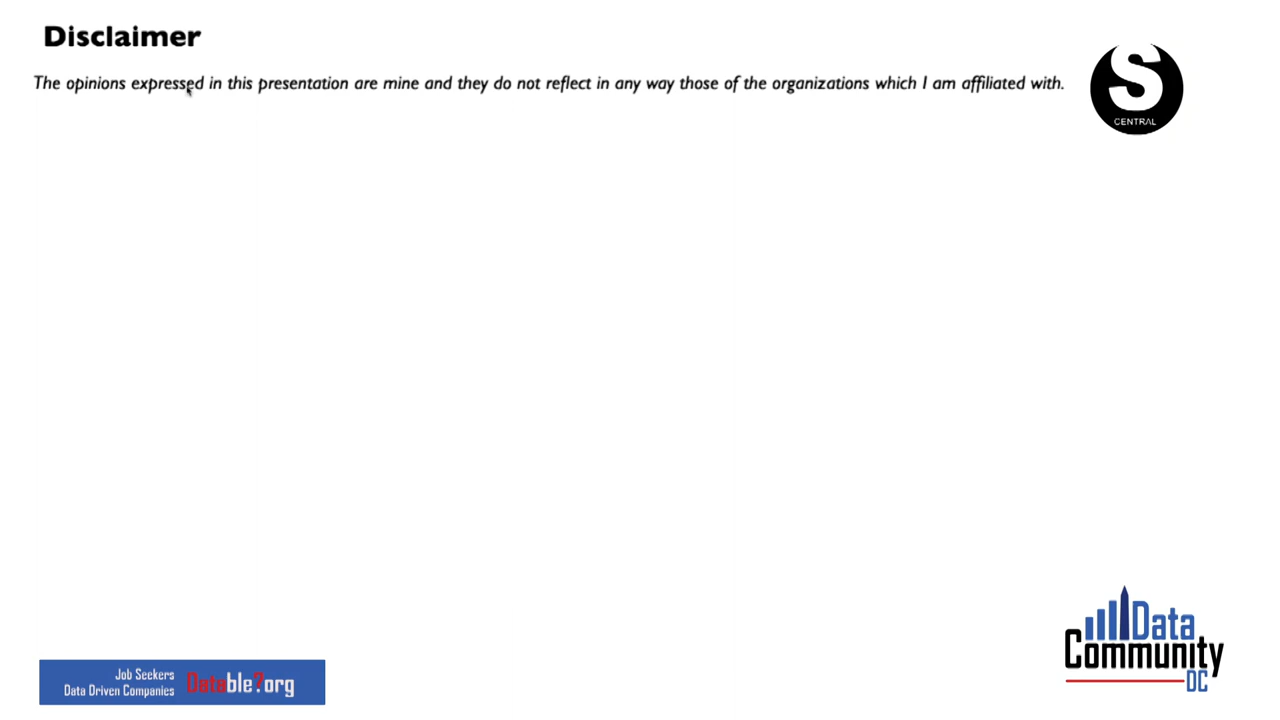 Disclaimer
The opinions expressed in this presentation are mine and they do not reflect in any way those of the organizations which I am affiliated with.
S
CENTRAL
Data
Community
DC
Job Seekers
Data Driven Companies
Datable?org